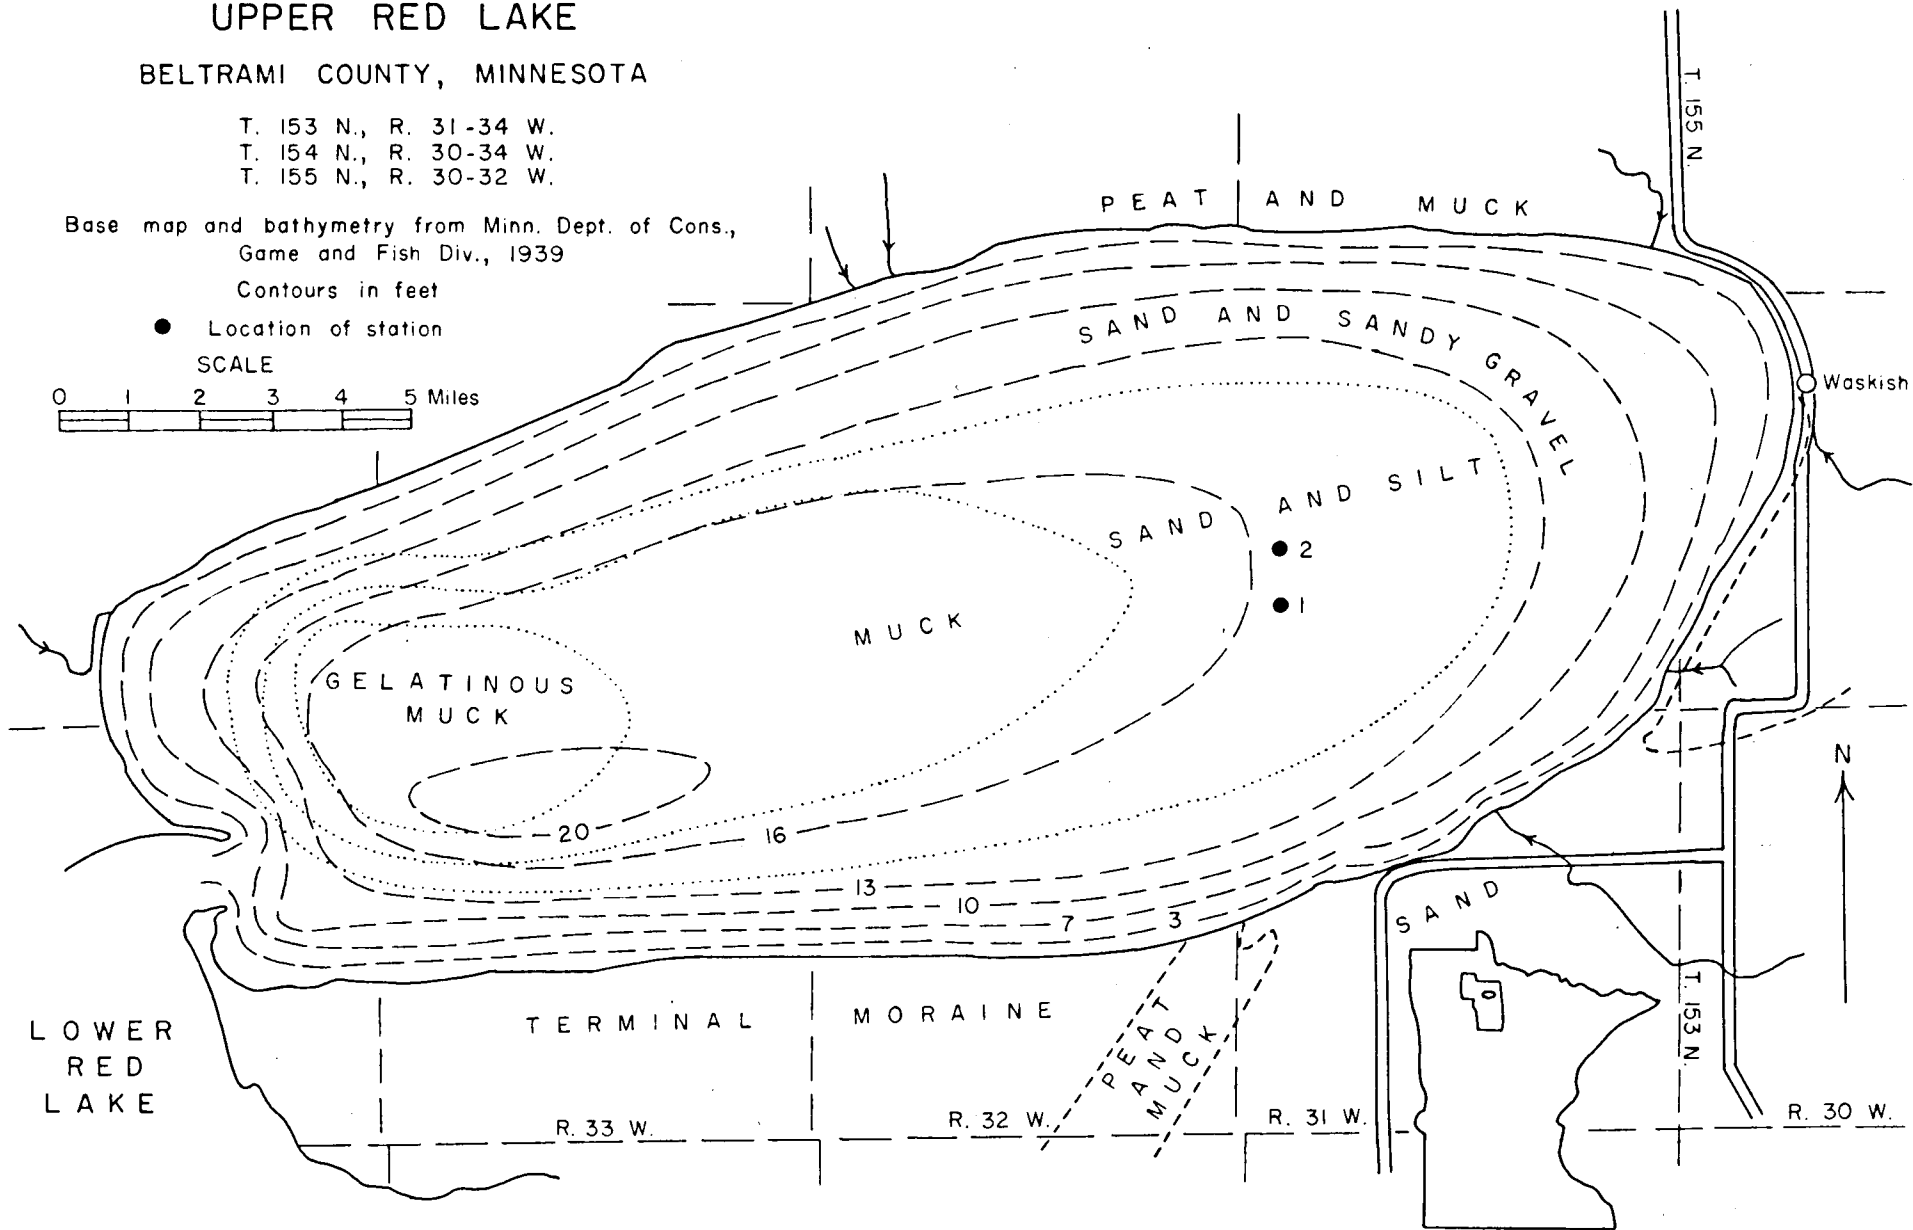 UPPER RED LAKE
BELTRAMI COUNTY, MINNESOTA
T. 153 N., R. 31-34 W.
T. 154 N., R. 30-34 W.
T. 155 N., R. 30-32 W.
Base map and bathymetry from Minn. Dept. of Cons.,
Game and Fish Div., 1939
Contours in feet
● Location of station
SCALE
0 1 2 3 4 5 Miles
T. 155 N.
PEAT AND MUCK
SAND AND SANDY GRAVEL
Waskish
SAND AND SILT
2
1
MUCK
GELATINOUS
MUCK
N
20
16
13
10
7
3
SAND
LOWER
RED
LAKE
TERMINAL MORAINE
PEAT
AND
MUCK
T. 153 N.
R. 33 W.
R. 32 W.
R. 31 W.
R. 30 W.